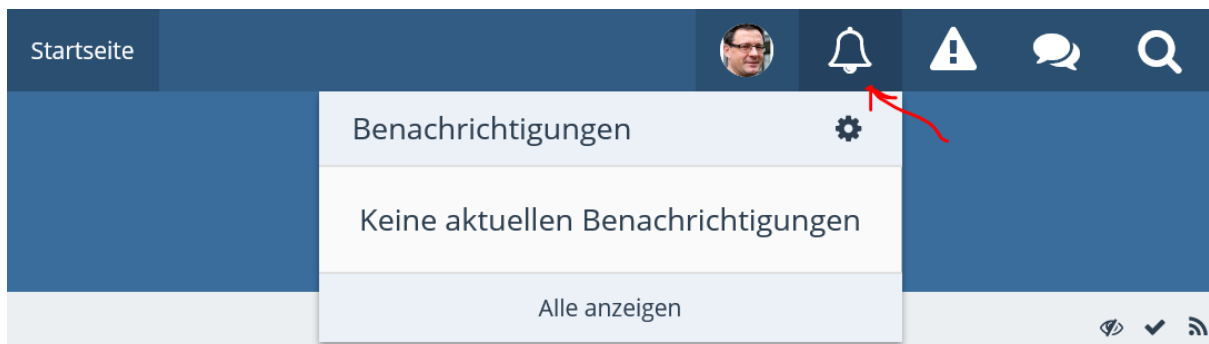 Startseite
Benachrichtigungen
Keine aktuellen Benachrichtigungen
Alle anzeigen